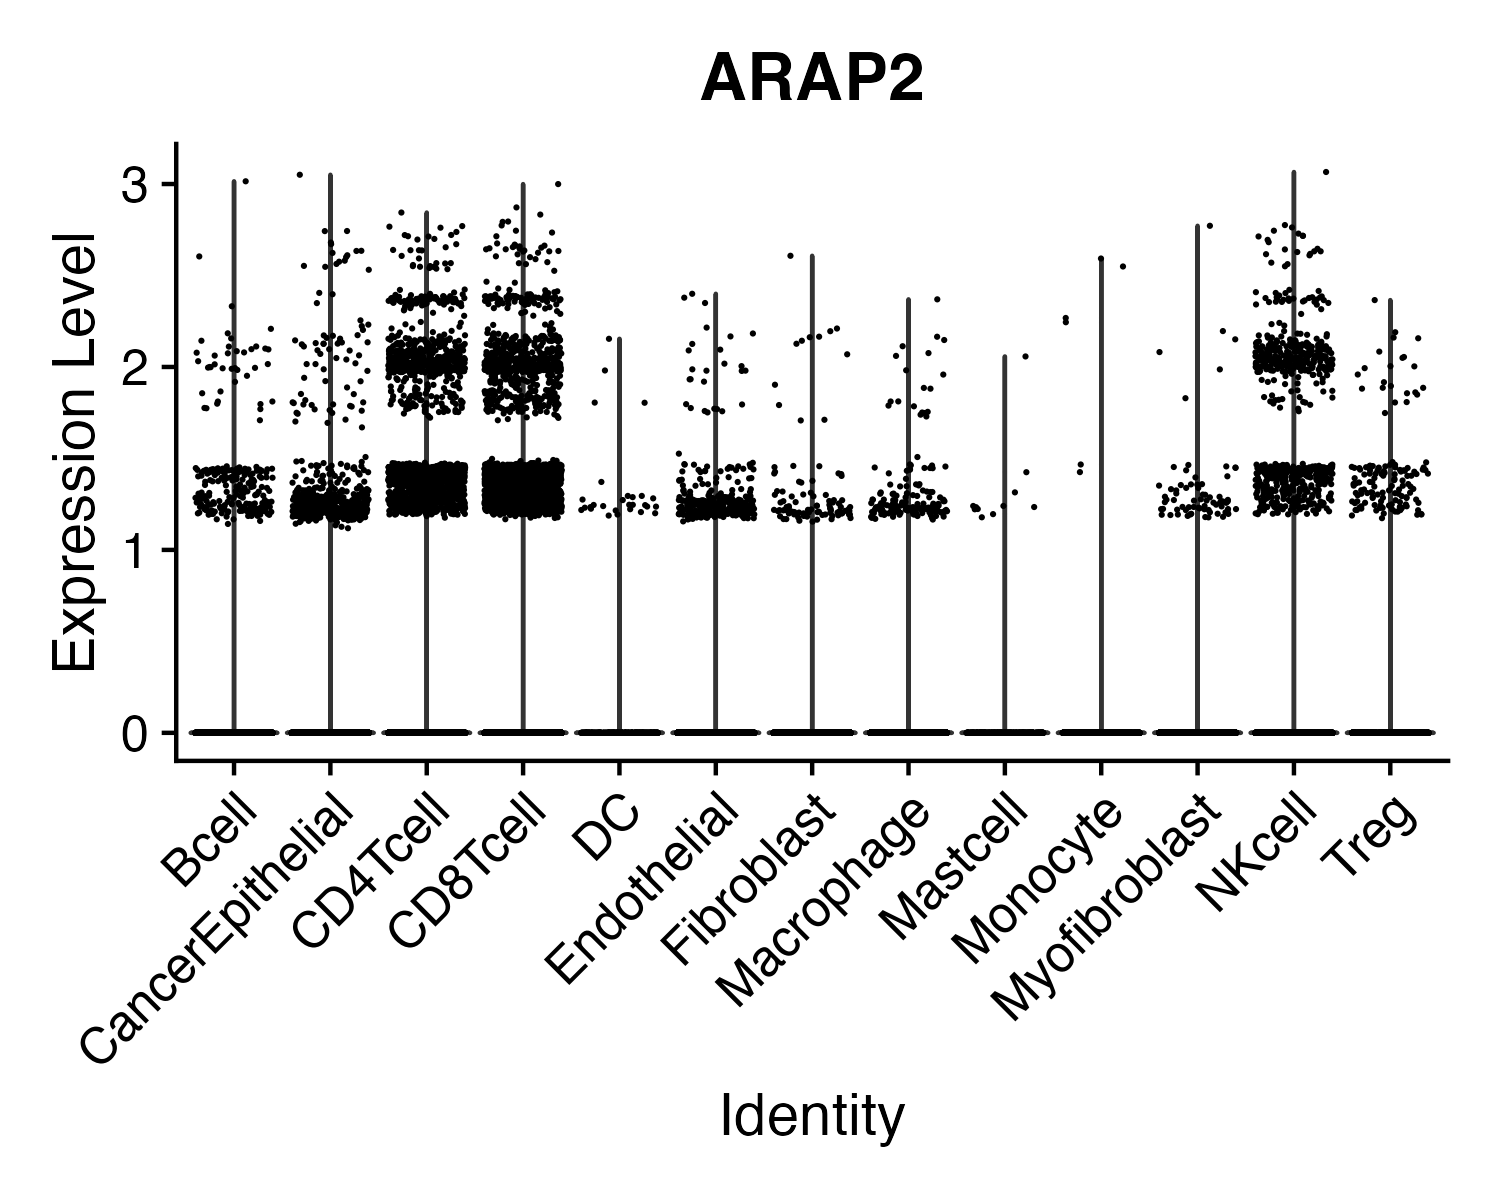 ARAP2
Expression Level
3
2
1
0
Bcell
CancerEpithelial
CD4Tcell
CD8Tcell
DC
Endothelial
Fibroblast
Macrophage
Mastcell
Monocyte
Myofibroblast
NKcell
Treg
Identity